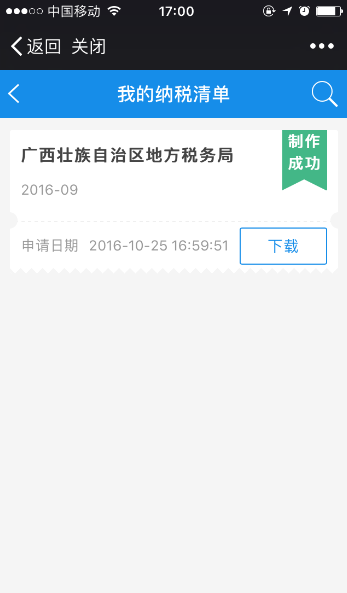 中国移动 17:00
返回 关闭
我的纳税清单
制作
成功
广西壮族自治区地方税务局
2016-09
申请日期 2016-10-25 16:59:51 下载